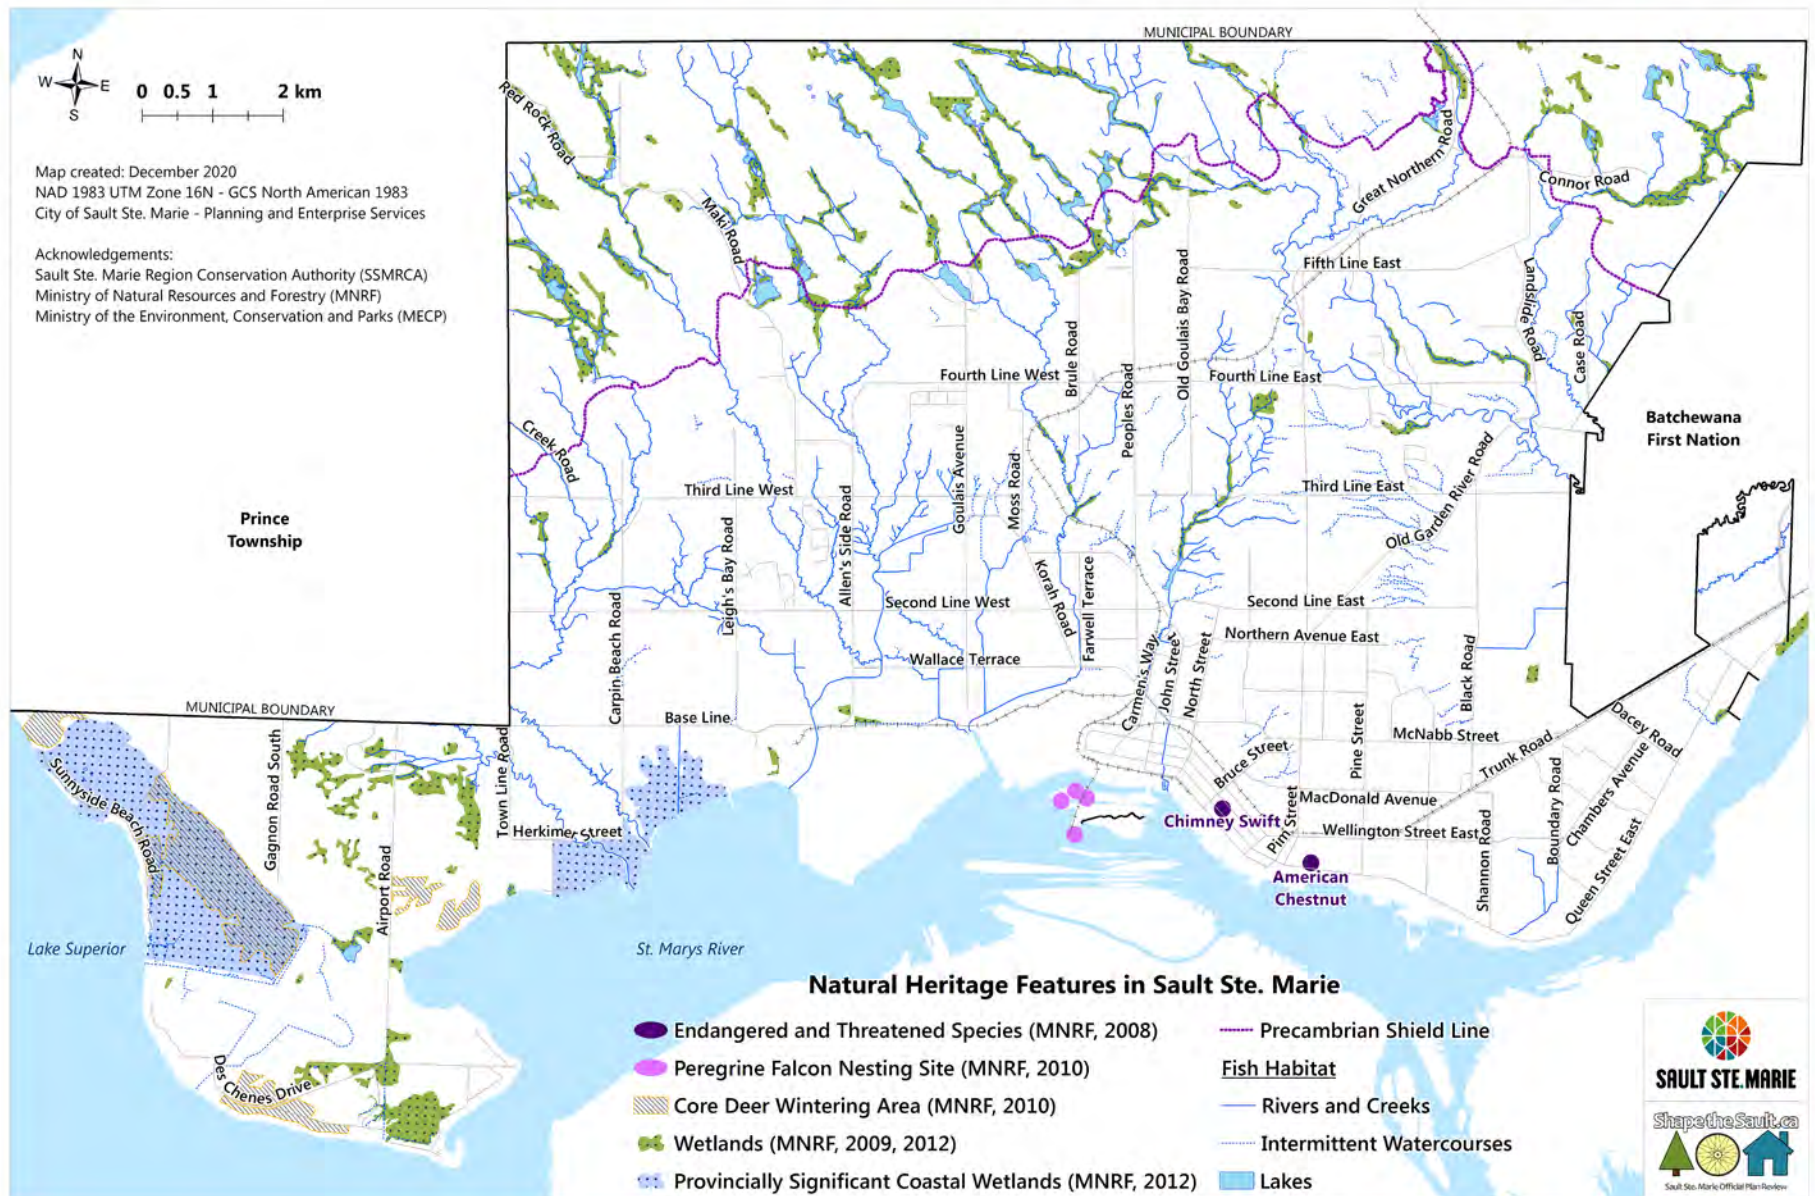 MUNICIPAL BOUNDARY
N
W
E
S
0 0.5 1 2 km
Map created: December 2020
NAD 1983 UTM Zone 16N - GCS North American 1983
City of Sault Ste. Marie - Planning and Enterprise Services
Acknowledgements:
Sault Ste. Marie Region Conservation Authority (SSMRCA)
Ministry of Natural Resources and Forestry (MNRF)
Ministry of the Environment, Conservation and Parks (MECP)
Red Rock Road
Maki Road
Great Northern Road
Connor Road
Fifth Line East
Old Goulais Bay Road
Landslide Road
Case Road
Brule Road
Peoples Road
Fourth Line West
Fourth Line East
Batchewana
First Nation
Creek Road
Goulais Avenue
Moss Road
Third Line West
Third Line East
Old Garden River Road
Allen's Side Road
Leigh's Bay Road
Prince
Township
Korah Road
Farwell Terrace
Carpin Beach Road
Second Line West
Second Line East
Northern Avenue East
Wallace Terrace
Carmen's Way
John Street
North Street
Black Road
MUNICIPAL BOUNDARY
Base Line
Pine Street
McNabb Street
Dacey Road
Trunk Road
Bruce Street
Gagnon Road South
Town Line Road
Sunnyside Beach Road
MacDonald Avenue
Boundary Road
Chambers Avenue
Herkimer Street
Chimney Swift
Pim Street
Wellington Street East
Shannon Road
Queen Street East
Airport Road
American
Chestnut
Lake Superior
St. Marys River
Des Chenes Drive
Natural Heritage Features in Sault Ste. Marie
Endangered and Threatened Species (MNRF, 2008)
Peregrine Falcon Nesting Site (MNRF, 2010)
Core Deer Wintering Area (MNRF, 2010)
Wetlands (MNRF, 2009, 2012)
Provincially Significant Coastal Wetlands (MNRF, 2012)
Precambrian Shield Line
Fish Habitat
Rivers and Creeks
Intermittent Watercourses
Lakes
SAULT STE.MARIE
ShapetheSault.ca
Sault Ste. Marie Official Plan Review